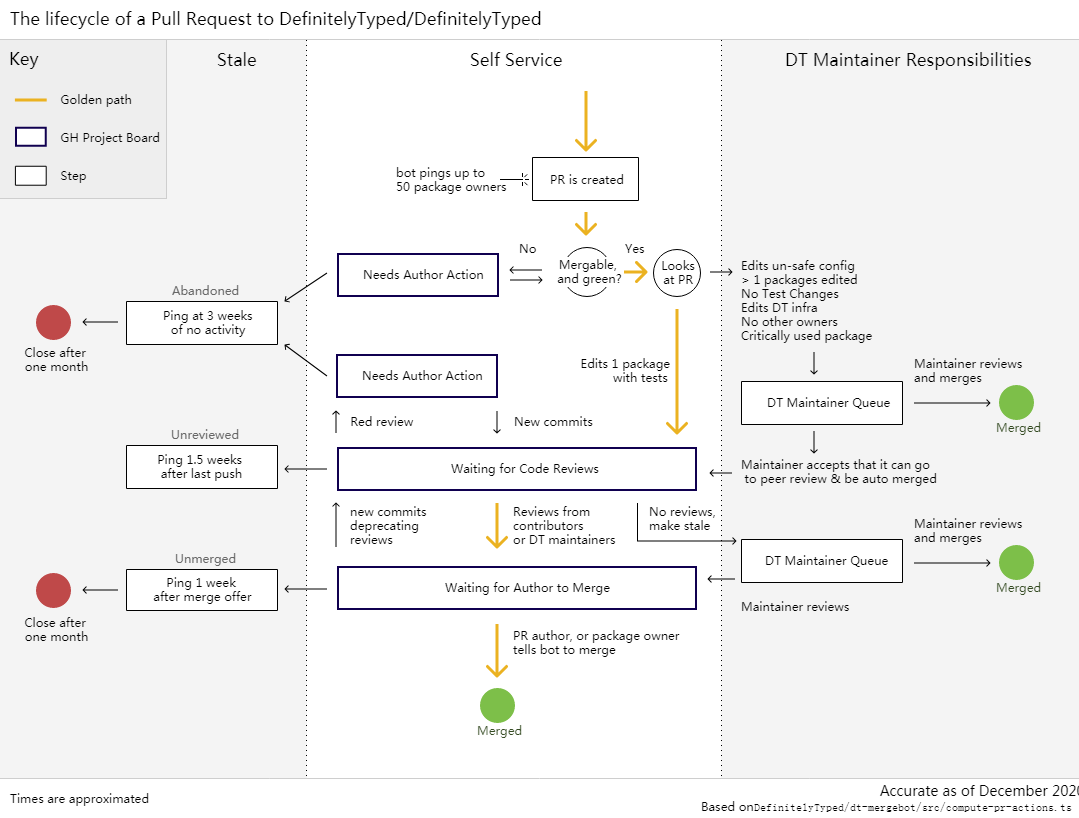 The lifecycle of a Pull Request to DefinitelyTyped/DefinitelyTyped
Key
Golden path
GH Project Board
Step
Stale
Self Service
DT Maintainer Responsibilities
bot pings up to
50 package owners
PR is created
No
Yes
Mergable,
and green?
Looks
at PR
Needs Author Action
Edits un-safe config
> 1 packages edited
No Test Changes
Edits DT infra
No other owners
Critically used package
Abandoned
Ping at 3 weeks
of no activity
Close after
one month
Needs Author Action
Edits 1 package
with tests
DT Maintainer Queue
Maintainer reviews
and merges
Merged
Red review
New commits
Unreviewed
Ping 1.5 weeks
after last push
Waiting for Code Reviews
Maintainer accepts that it can go
to peer review & be auto merged
new commits
deprecating
reviews
Reviews from
contributors
or DT maintainers
No reviews,
make stale
DT Maintainer Queue
Maintainer reviews
and merges
Merged
Unmerged
Ping 1 week
after merge offer
Close after
one month
Waiting for Author to Merge
Maintainer reviews
PR author, or package owner
tells bot to merge
Merged
Times are approximated
Accurate as of December 2020
Based onDefinitelyTyped/dt-mergebot/src/compute-pr-actions.ts